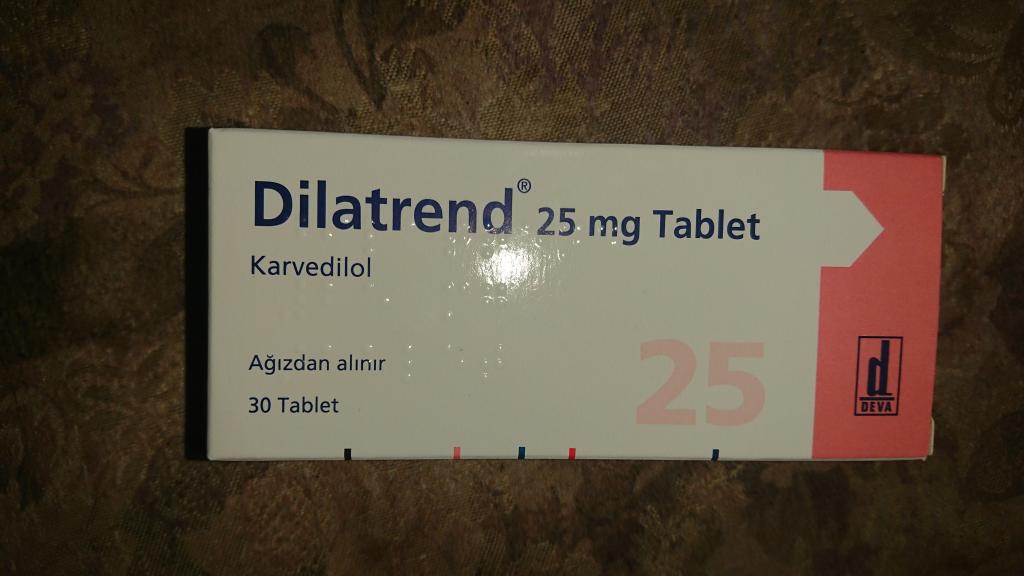 Dilatrend® 25 mg Tablet
Karvedilol
Ağızdan alınır
30 Tablet
25
d
DEVA